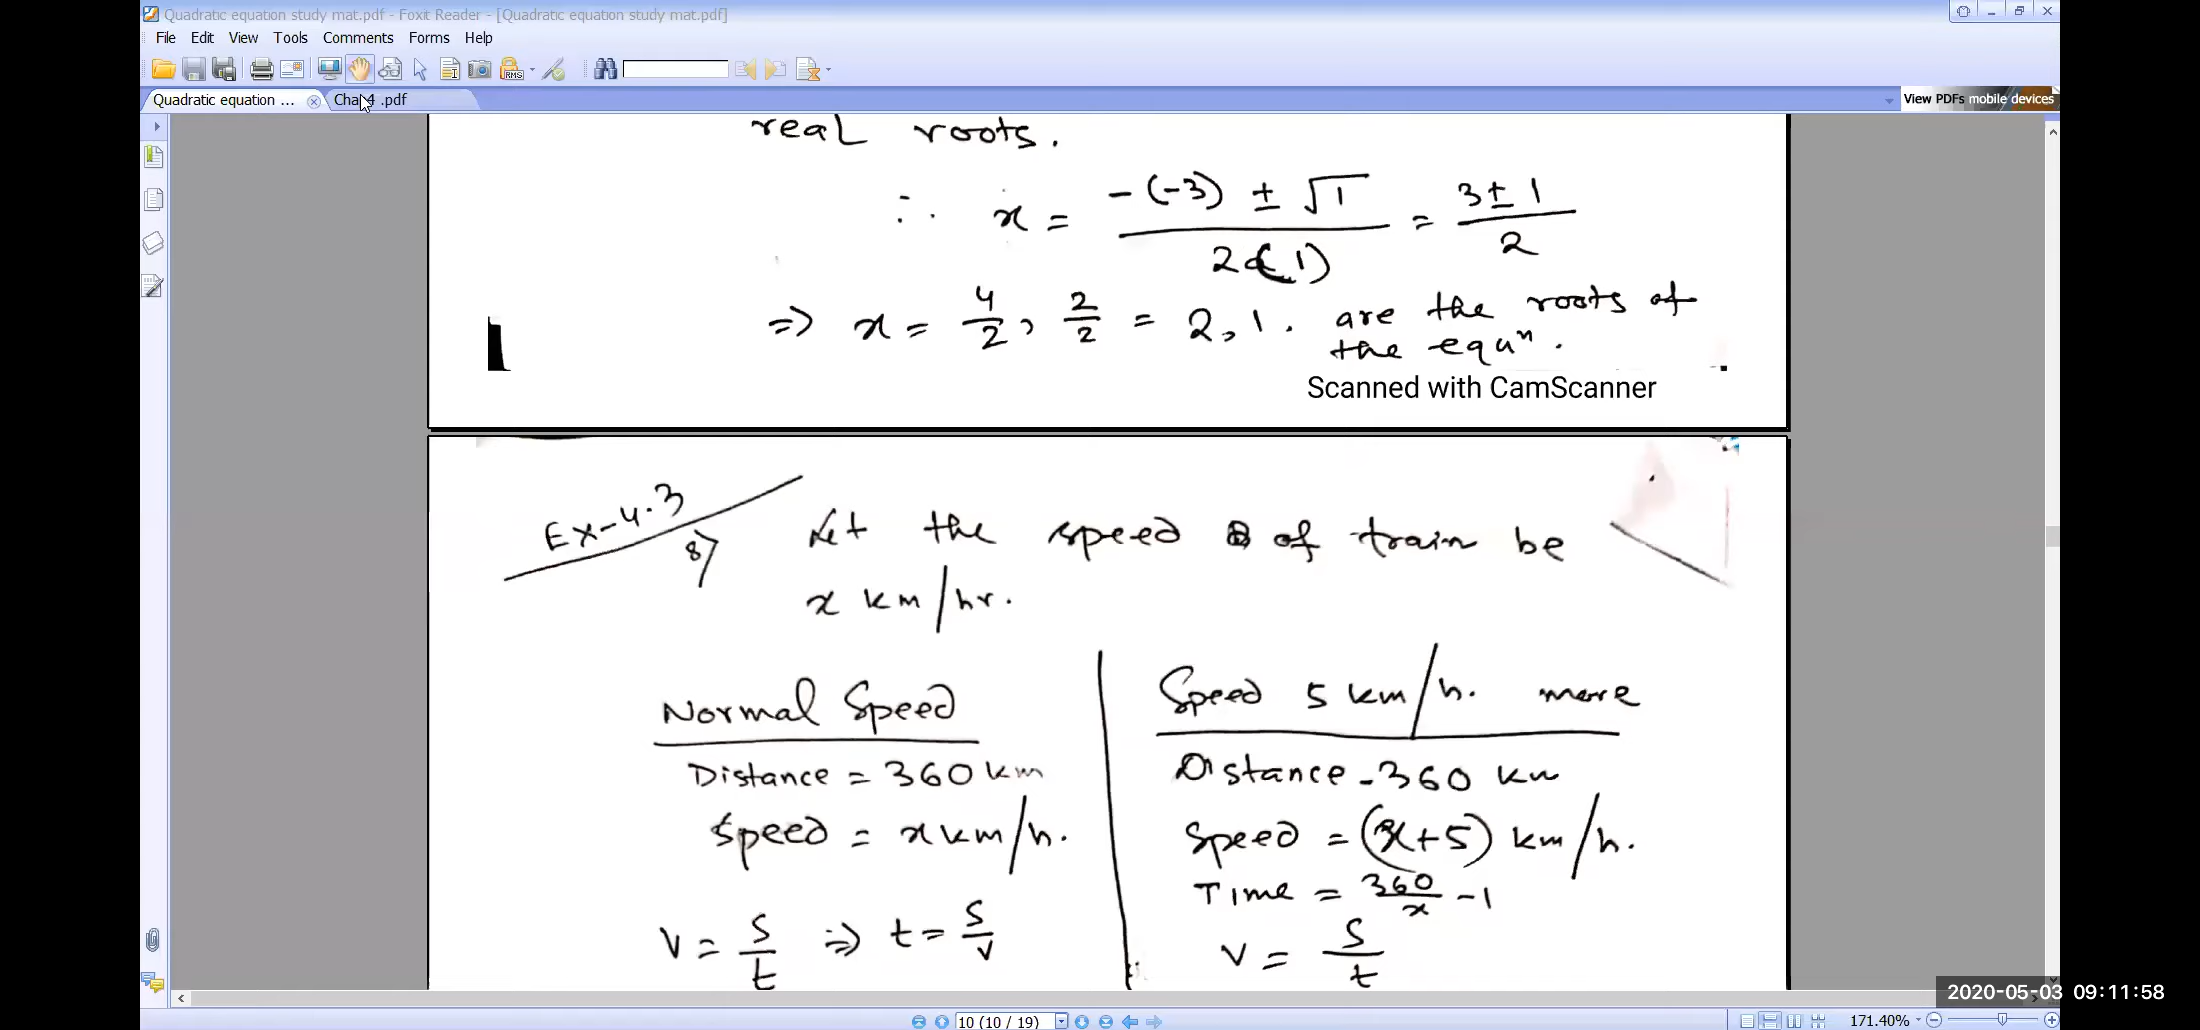 Quadratic equation study mat.pdf - Foxit Reader - [Quadratic equation study mat.pdf]
File Edit View Tools Comments Forms Help
RMS
Quadratic equation ... .pdf
View PDFs mobile devices
real roots.
∴ x = -(-3) ± √1 / 2(1) = 3 ± 1 / 2
=> x = 4/2, 2/2 = 2, 1. are the roots of
the equⁿ.
Scanned with CamScanner
Ex-4.3
8) Let the speed of train be
x km/hr.
Normal Speed
Distance = 360 km
Speed = x km/h.
V = S/t => t = S/V
Speed 5 km/h. more
Distance - 360 km
Speed = (x+5) km/h.
Time = 360/x - 1
V = S/t
2020-05-03 09:11:58
10 (10 / 19)
171.40%